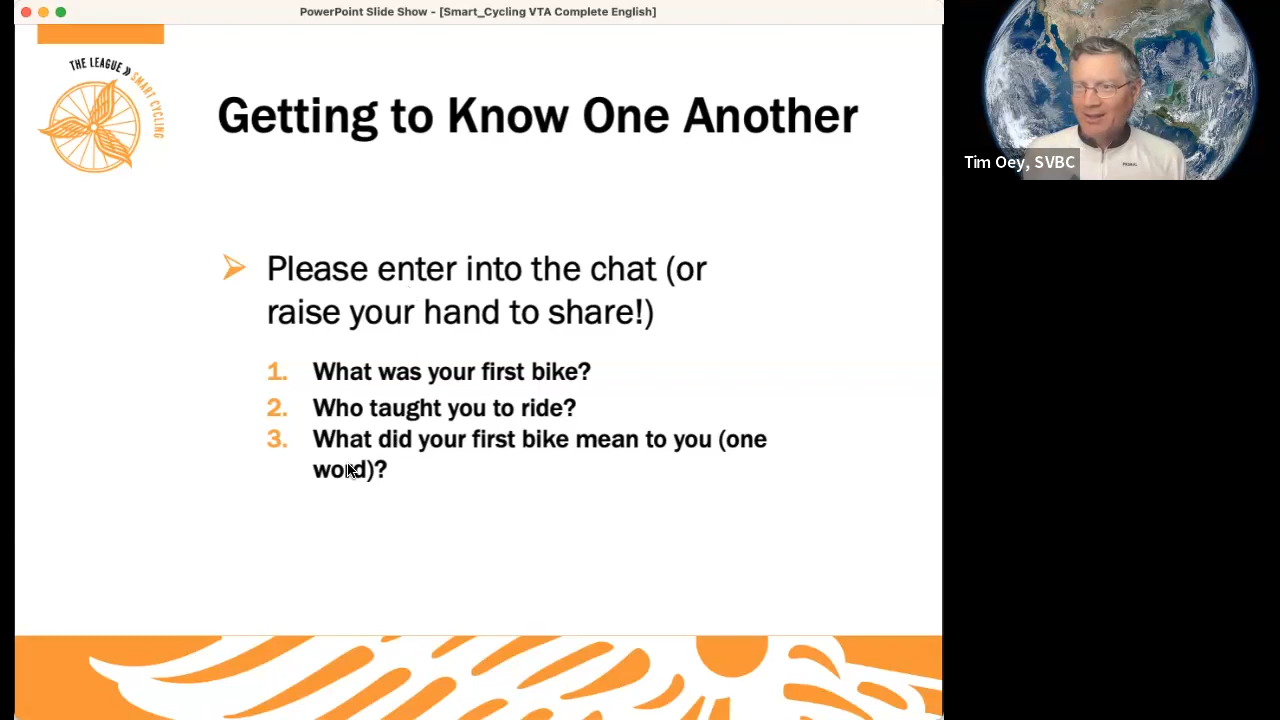 PowerPoint Slide Show - [Smart_Cycling VTA Complete English]
THE LEAGUE
SMART CYCLING
Getting to Know One Another
Please enter into the chat (or
raise your hand to share!)
1. What was your first bike?
2. Who taught you to ride?
3. What did your first bike mean to you (one
word)?
Tim Oey, SVBC